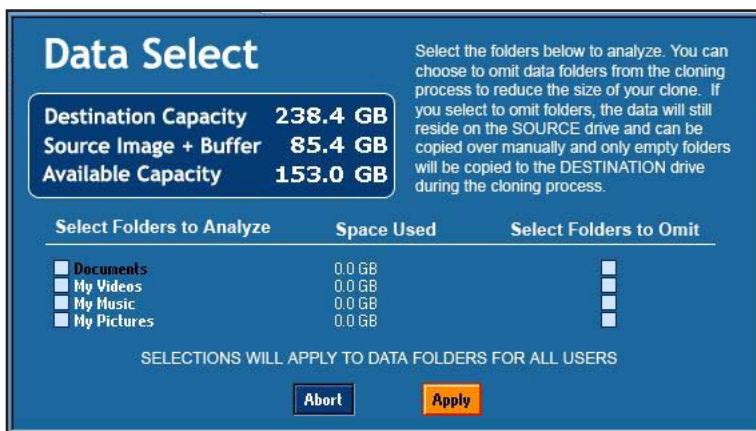 Data Select
Select the folders below to analyze. You can
choose to omit data folders from the cloning
process to reduce the size of your clone. If
you select to omit folders, the data will still
reside on the SOURCE drive and can be
copied over manually and only empty folders
will be copied to the DESTINATION drive
during the cloning process.
Destination Capacity 238.4 GB
Source Image + Buffer 85.4 GB
Available Capacity 153.0 GB
Select Folders to Analyze Space Used Select Folders to Omit
Documents 0.0 GB
My Videos 0.0 GB
My Music 0.0 GB
My Pictures 0.0 GB
SELECTIONS WILL APPLY TO DATA FOLDERS FOR ALL USERS
Abort Apply